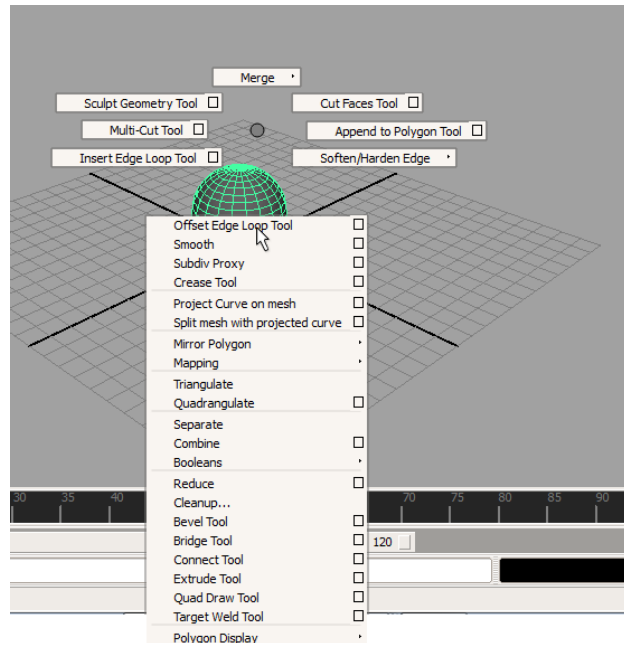 Merge
Sculpt Geometry Tool
Cut Faces Tool
Multi-Cut Tool
Append to Polygon Tool
Insert Edge Loop Tool
Soften/Harden Edge
Offset Edge Loop Tool
Smooth
Subdiv Proxy
Crease Tool
Project Curve on mesh
Split mesh with projected curve
Mirror Polygon
Mapping
Triangulate
Quadrangulate
Separate
Combine
Booleans
Reduce
30 35 40 70 75 80 85 90
Cleanup...
Bevel Tool
Bridge Tool
120
Connect Tool
Extrude Tool
Quad Draw Tool
Target Weld Tool
Polygon Display